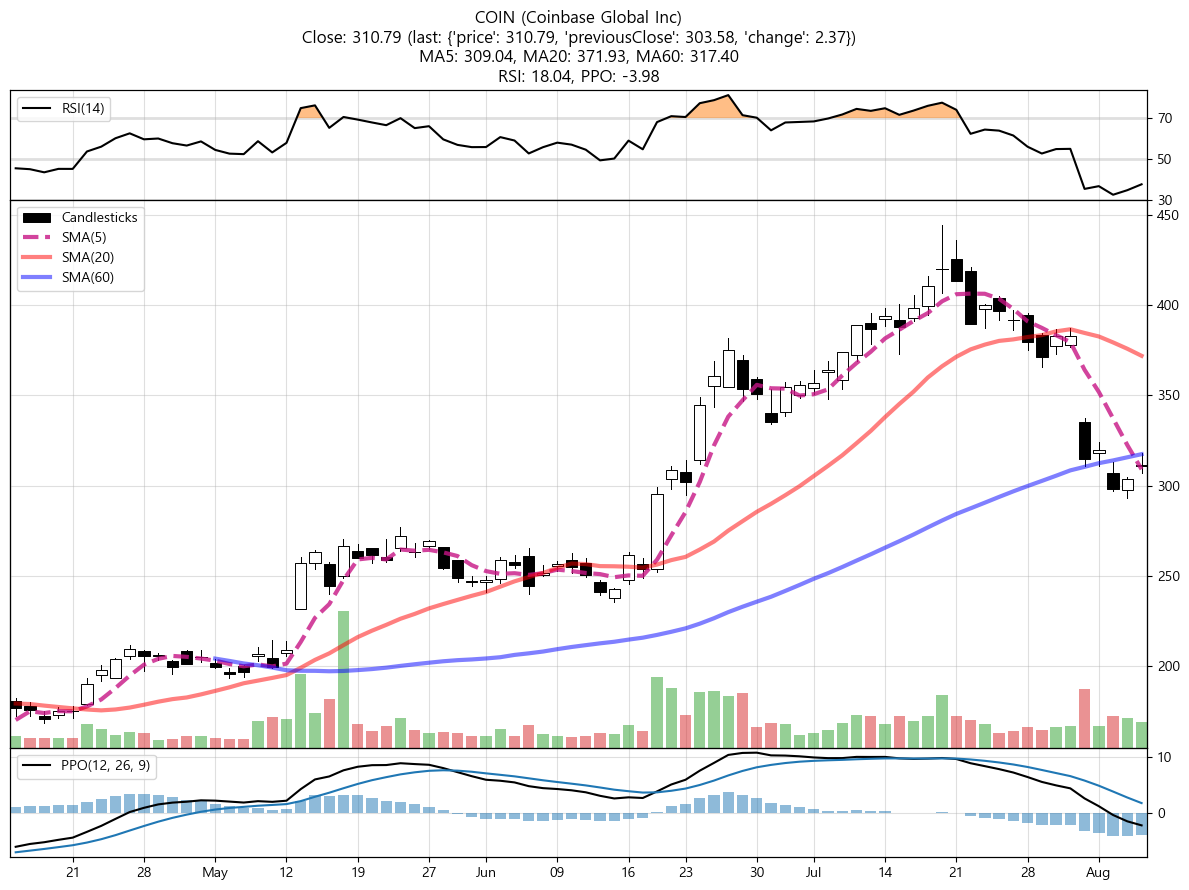 COIN (Coinbase Global Inc)
Close: 310.79 (last: {'price': 310.79, 'previousClose': 303.58, 'change': 2.37})
MA5: 309.04, MA20: 371.93, MA60: 317.40
RSI: 18.04, PPO: -3.98
RSI(14)
70
50
30
Candlesticks
SMA(5)
SMA(20)
SMA(60)
450
400
350
300
250
200
PPO(12, 26, 9)
10
0
21 28 May 12 19 27 Jun 09 16 23 30 Jul 14 21 28 Aug